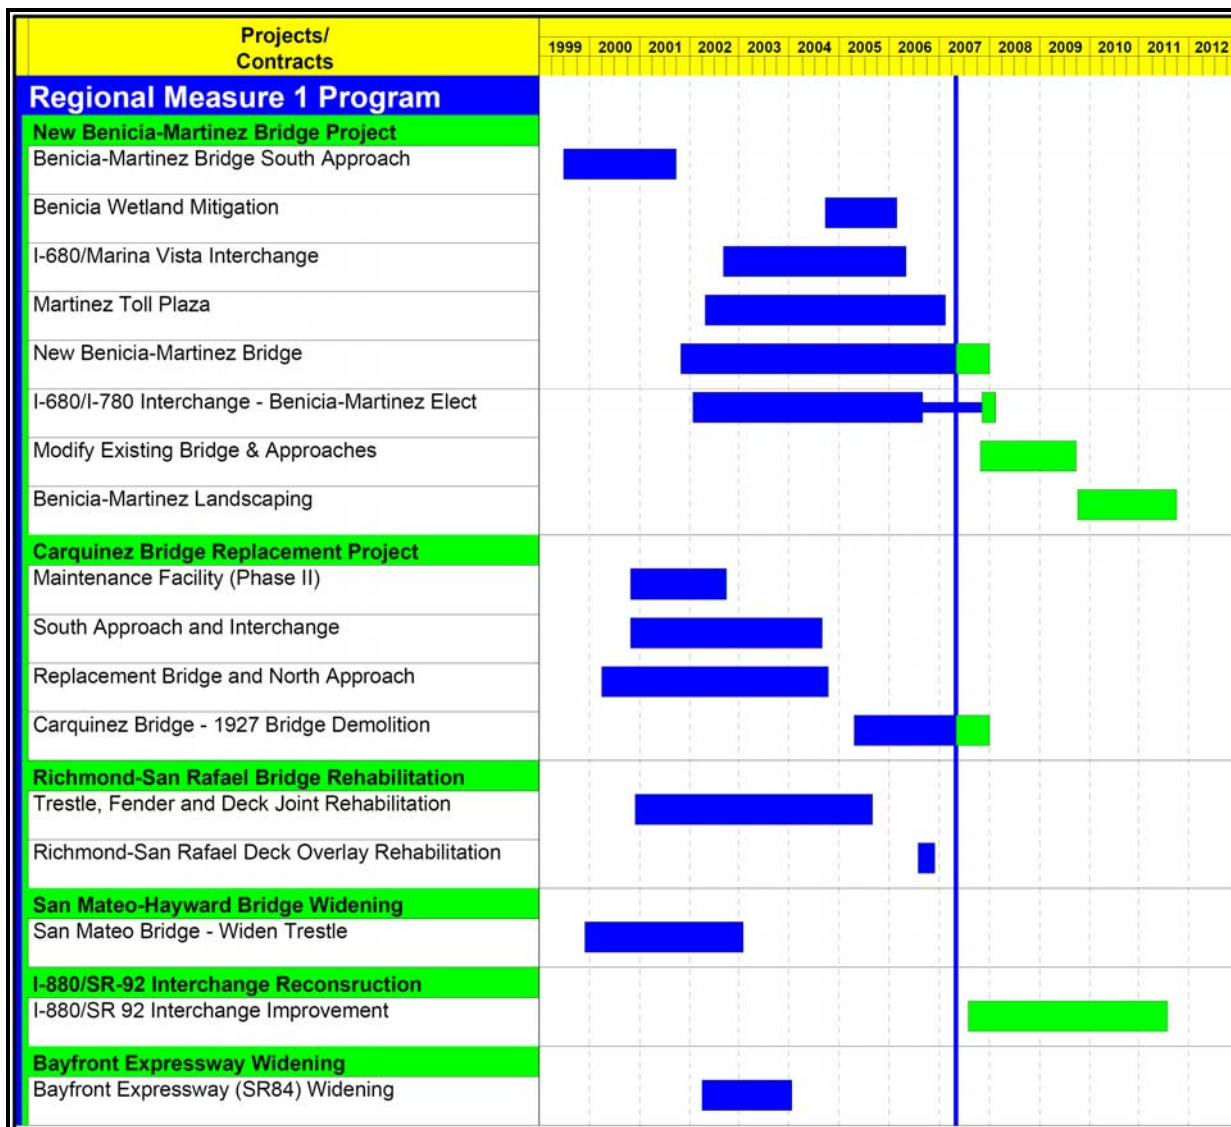 Projects/
Contracts
1999 2000 2001 2002 2003 2004 2005 2006 2007 2008 2009 2010 2011 2012
Regional Measure 1 Program
New Benicia-Martinez Bridge Project
Benicia-Martinez Bridge South Approach
Benicia Wetland Mitigation
I-680/Marina Vista Interchange
Martinez Toll Plaza
New Benicia-Martinez Bridge
I-680/I-780 Interchange - Benicia-Martinez Elect
Modify Existing Bridge & Approaches
Benicia-Martinez Landscaping
Carquinez Bridge Replacement Project
Maintenance Facility (Phase II)
South Approach and Interchange
Replacement Bridge and North Approach
Carquinez Bridge - 1927 Bridge Demolition
Richmond-San Rafael Bridge Rehabilitation
Trestle, Fender and Deck Joint Rehabilitation
Richmond-San Rafael Deck Overlay Rehabilitation
San Mateo-Hayward Bridge Widening
San Mateo Bridge - Widen Trestle
I-880/SR-92 Interchange Reconsruction
I-880/SR 92 Interchange Improvement
Bayfront Expressway Widening
Bayfront Expressway (SR84) Widening